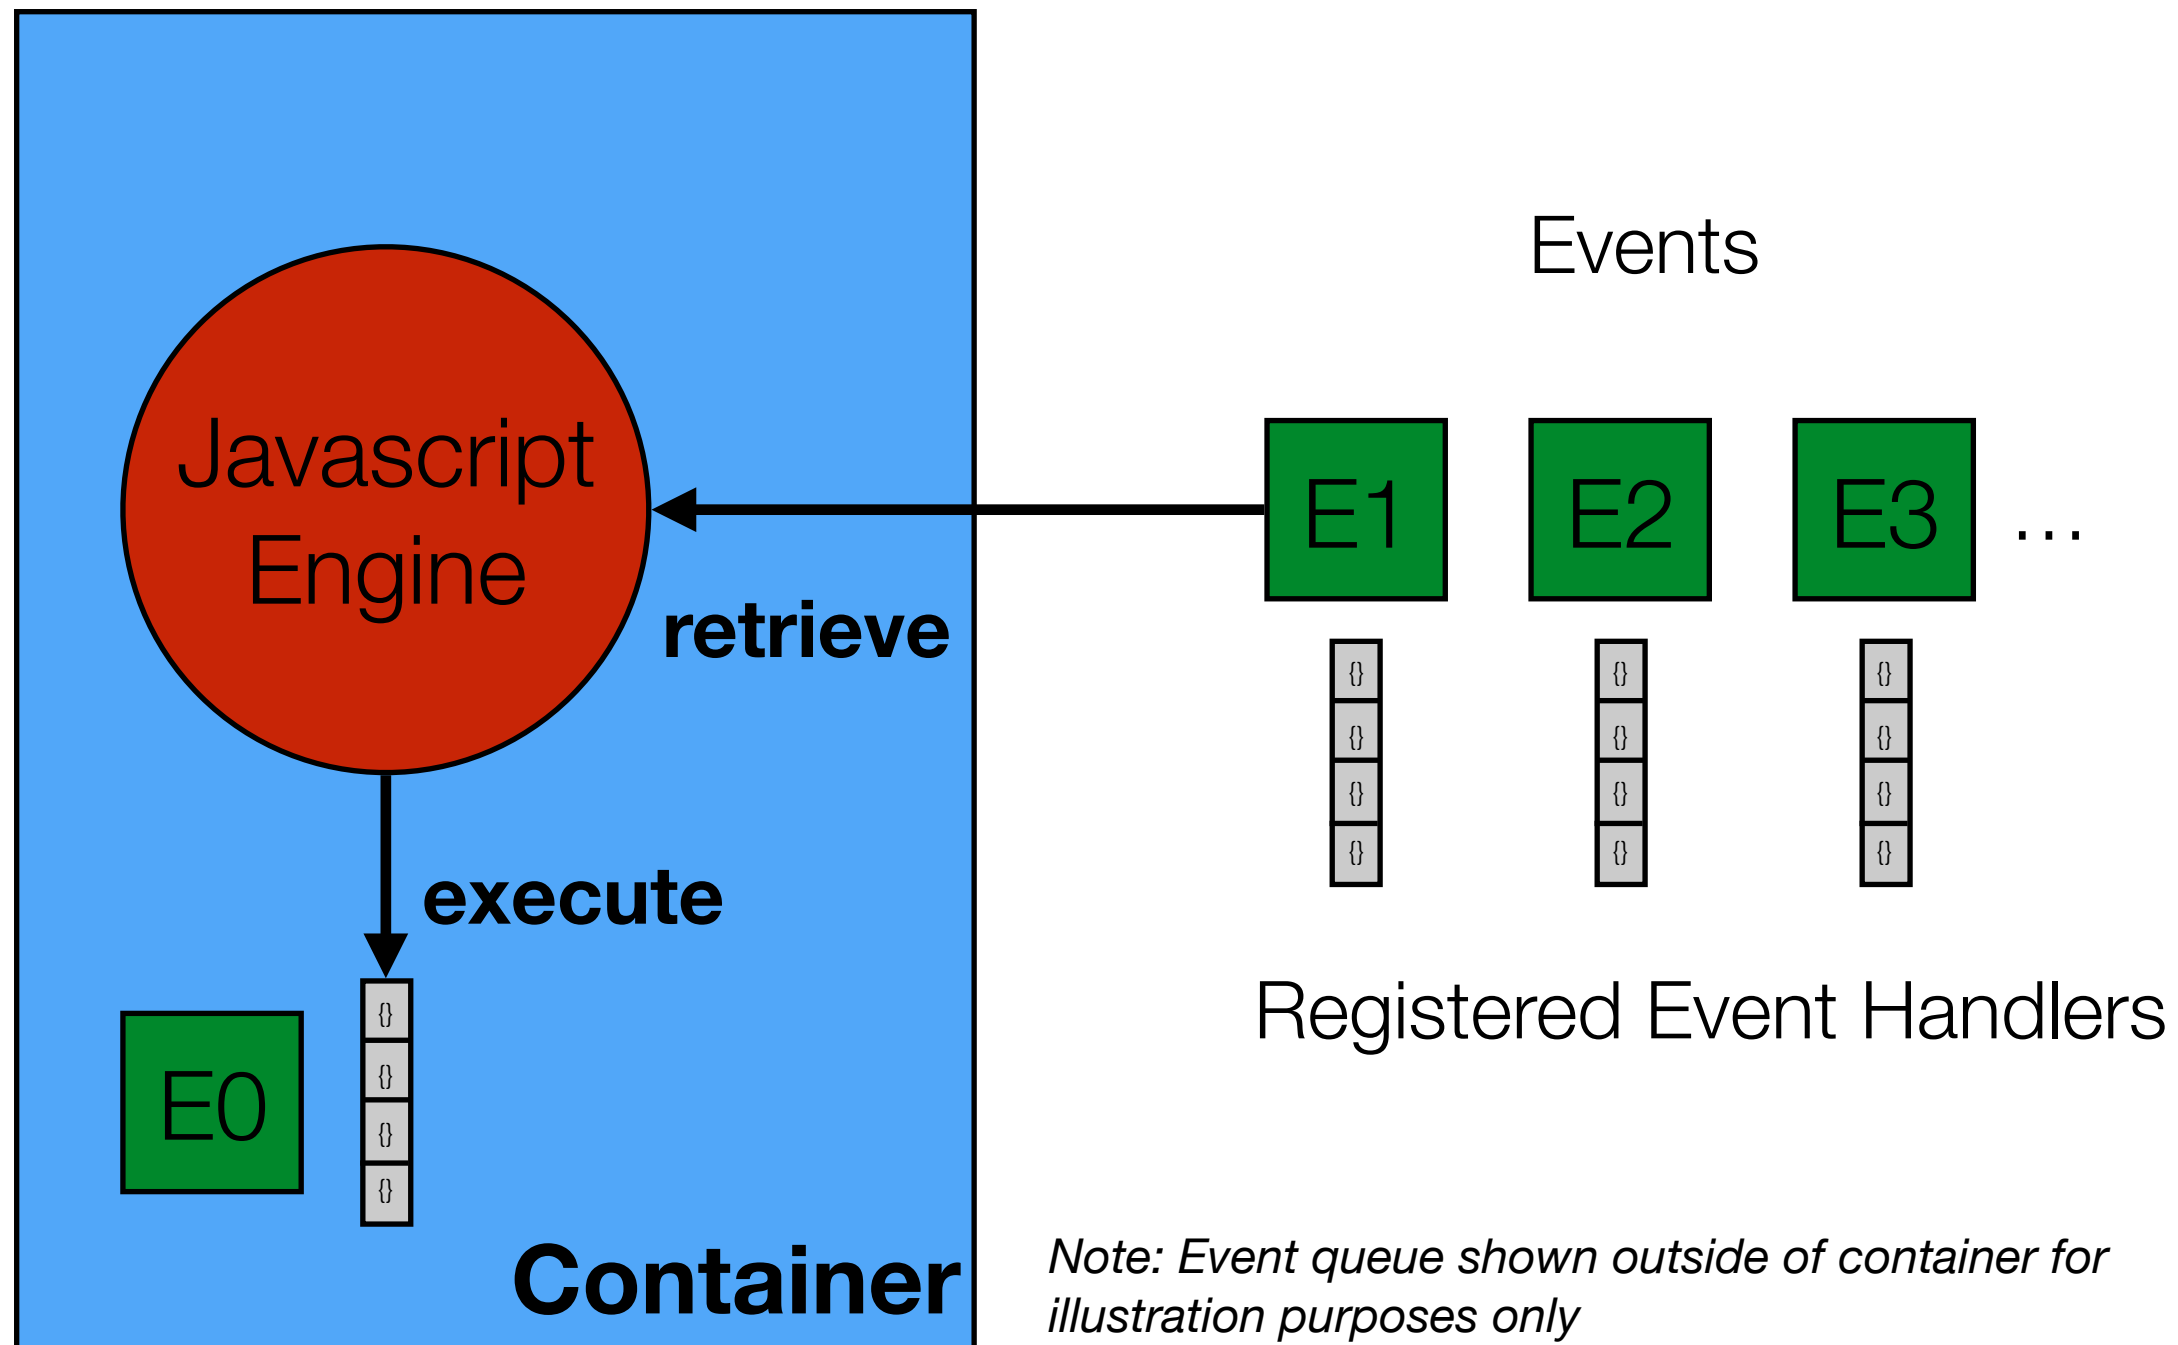 Events
Javascript
Engine
E1 E2 E3 ...
retrieve
{} {} {}
{} {} {}
{} {} {}
{} {} {}
execute
Registered Event Handlers
E0
{}
{}
{}
{}
Container
Note: Event queue shown outside of container for
illustration purposes only